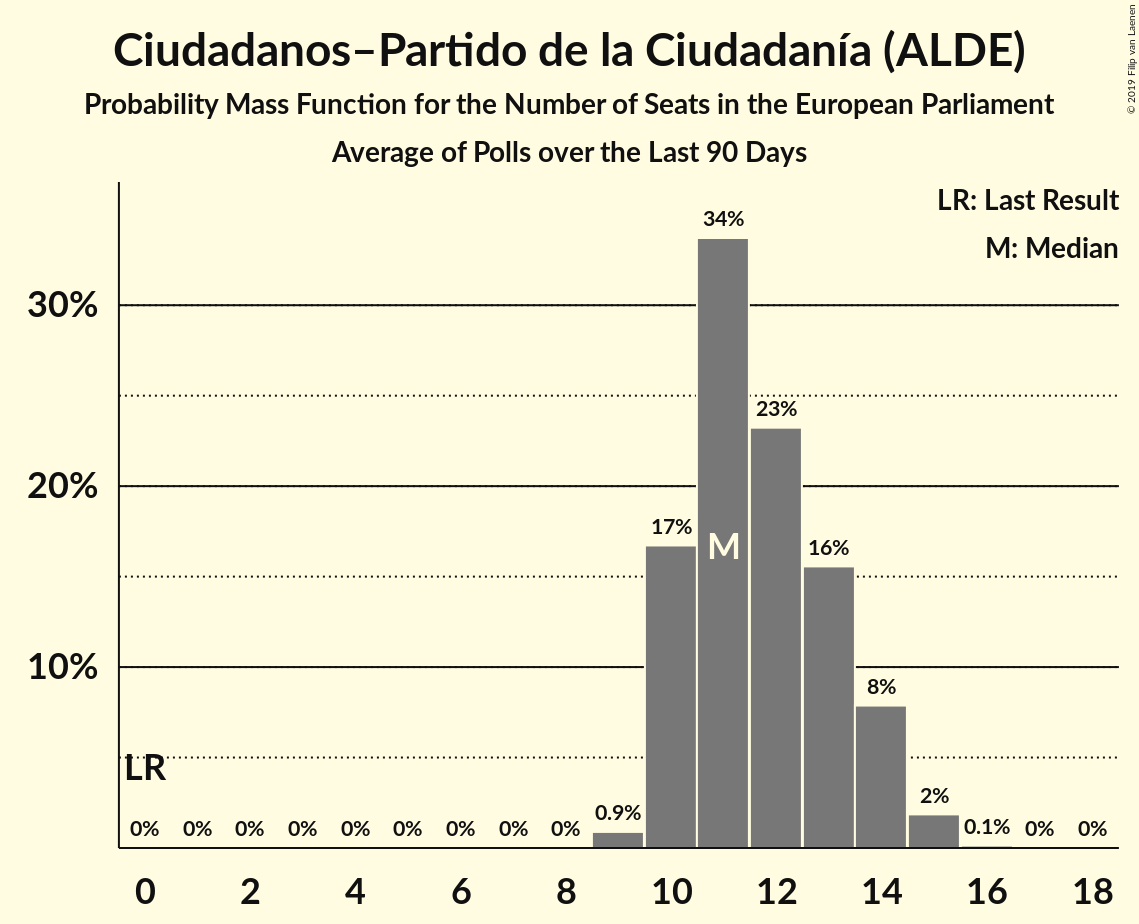 Ciudadanos–Partido de la Ciudadanía (ALDE)
Probability Mass Function for the Number of Seats in the European Parliament
Average of Polls over the Last 90 Days
© 2019 Filip van Laenen
LR: Last Result
M: Median
34%
30%
23%
20%
17%
M
16%
10%
8%
LR
2%
0% 0% 0% 0% 0% 0% 0% 0% 0% 0.9% 0.1% 0% 0%
0 2 4 6 8 10 12 14 16 18